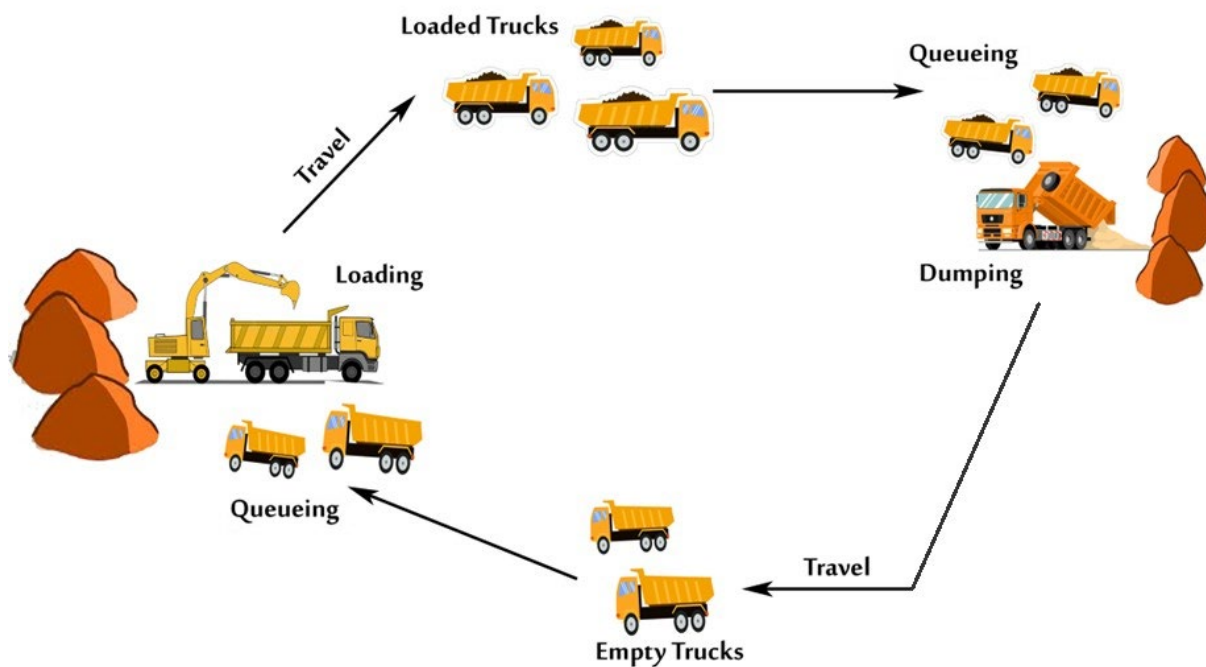 Loaded Trucks
Queueing
Travel
Loading
Dumping
Queueing
Travel
Empty Trucks